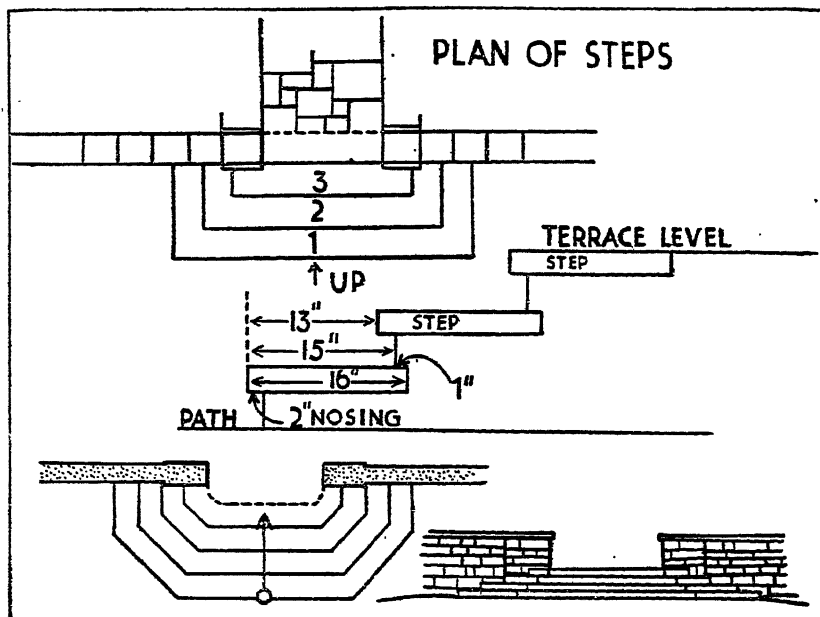 PLAN OF STEPS
3
2
1
UP
TERRACE LEVEL
STEP
13"
STEP
15"
16"
1"
PATH
2" NOSING